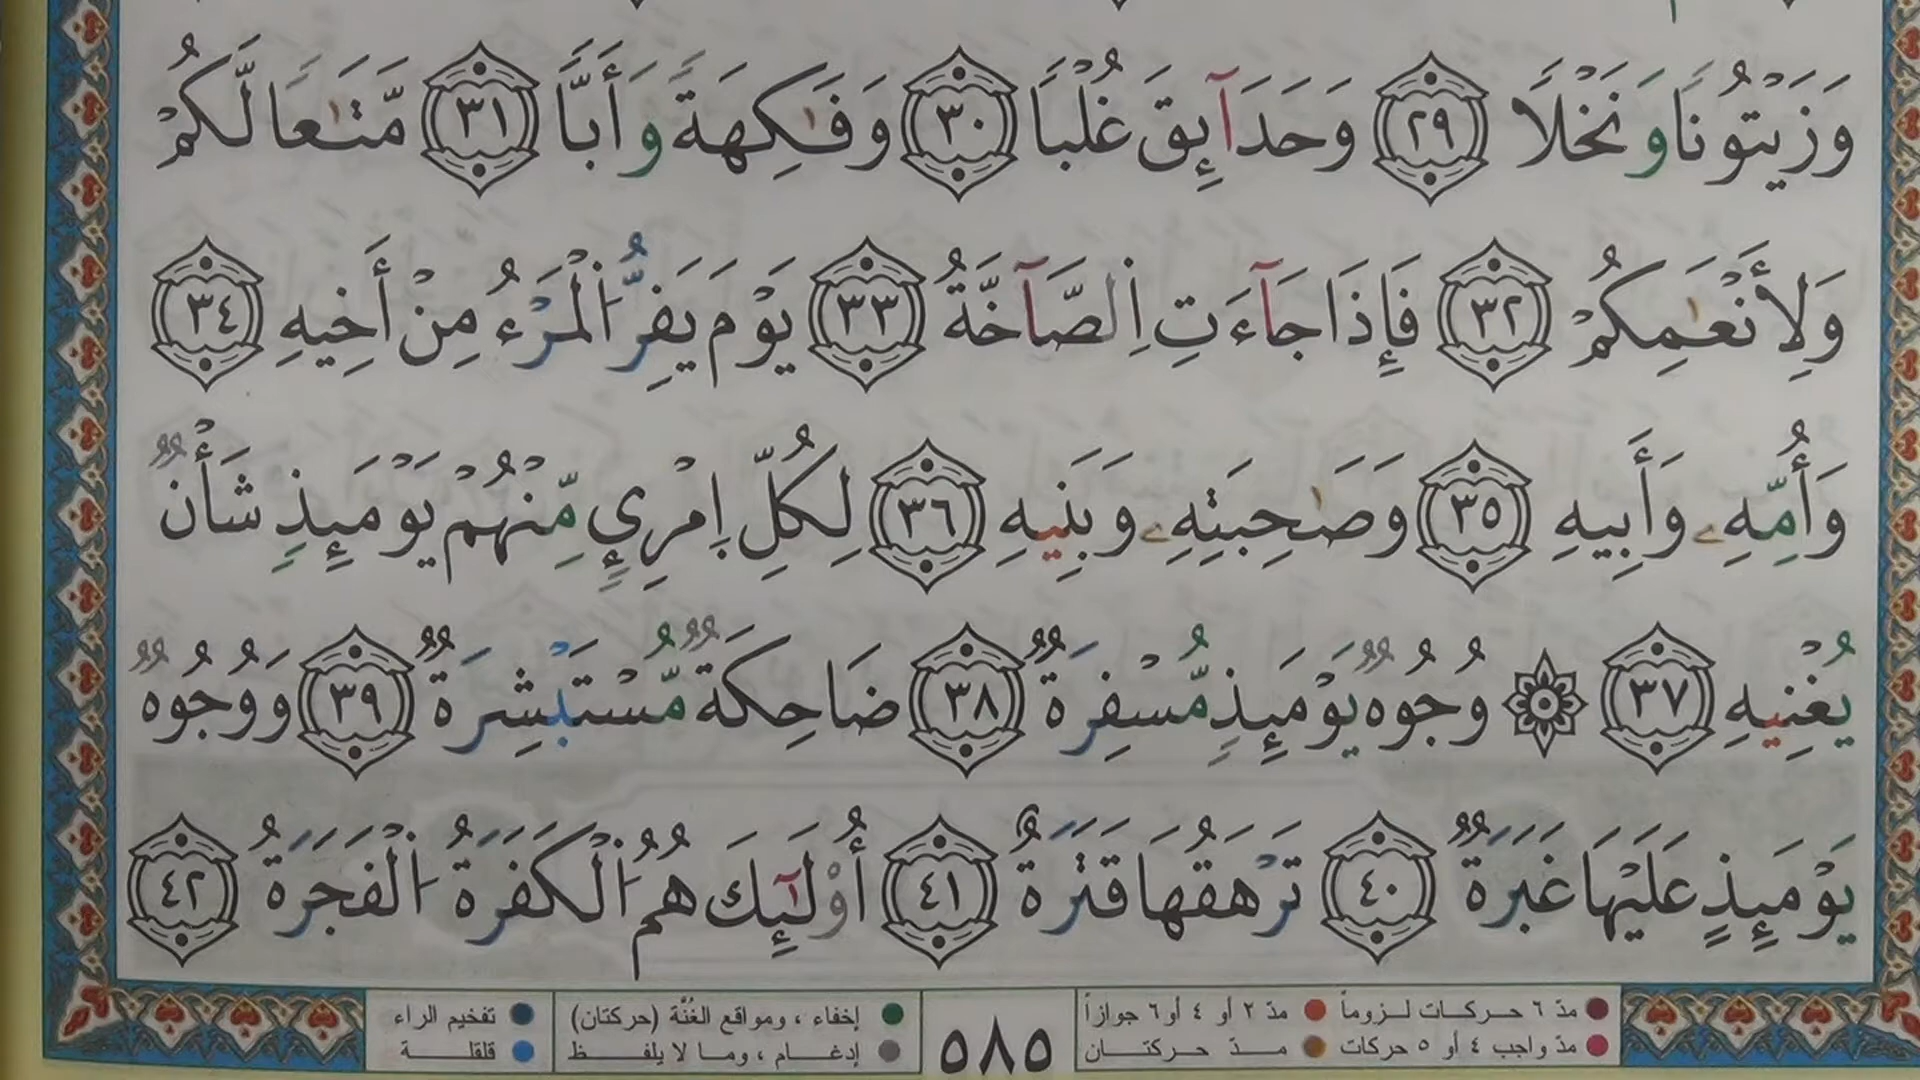 وَزَيْتُونًا وَنَخْلًا ٢٩ وَحَدَآئِقَ غُلْبًا ٣٠ وَفَٰكِهَةً وَأَبًّا ٣١ مَّتَٰعًا لَّكُمْ
وَلِأَنْعَٰمِكُمْ ٣٢ فَإِذَا جَآءَتِ ٱلصَّآخَّةُ ٣٣ يَوْمَ يَفِرُّ ٱلْمَرْءُ مِنْ أَخِيهِ ٣٤
وَأُمِّهِۦ وَأَبِيهِ ٣٥ وَصَٰحِبَتِهِۦ وَبَنِيهِ ٣٦ لِكُلِّ ٱمْرِئٍ مِّنْهُمْ يَوْمَئِذٍ شَأْنٌ
يُغْنِيهِ ٣٧ ۞ وُجُوهٌ يَوْمَئِذٍ مُّسْفِرَةٌ ٣٨ ضَاحِكَةٌ مُّسْتَبْشِرَةٌ ٣٩ وَوُجُوهٌ
يَوْمَئِذٍ عَلَيْهَا غَبَرَةٌ ٤٠ تَرْهَقُهَا قَتَرَةٌ ٤١ أُو۟لَٰٓئِكَ هُمُ ٱلْكَفَرَةُ ٱلْفَجَرَةُ ٤٢
مدّ ٦ حركات لزوماً مدّ ٢ أو ٤ أو ٦ جوازاً
مدّ واجب ٤ أو ٥ حركات مدّ حركتان
٥٨٥
إخفاء، ومواقع الغُنَّة (حركتان) تفخيم الراء
إدغام، وما لا يلفظ قلقلة